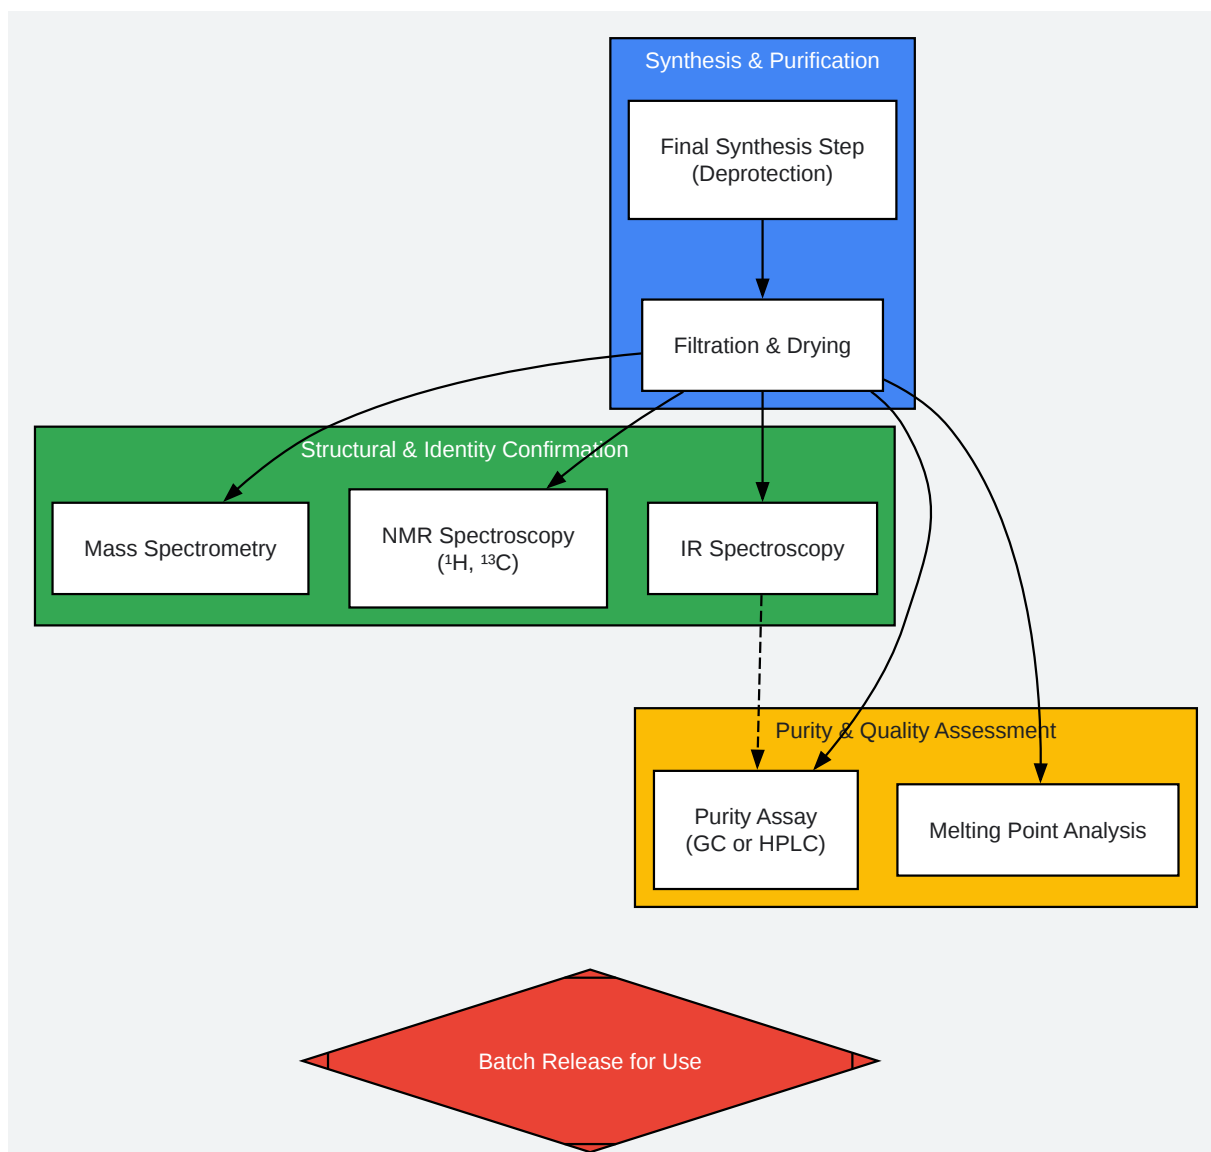 Synthesis & Purification
Final Synthesis Step
(Deprotection)
Filtration & Drying
Structural & Identity Confirmation
Mass Spectrometry
NMR Spectroscopy
(¹H, ¹³C)
IR Spectroscopy
Purity & Quality Assessment
Purity Assay
(GC or HPLC)
Melting Point Analysis
Batch Release for Use